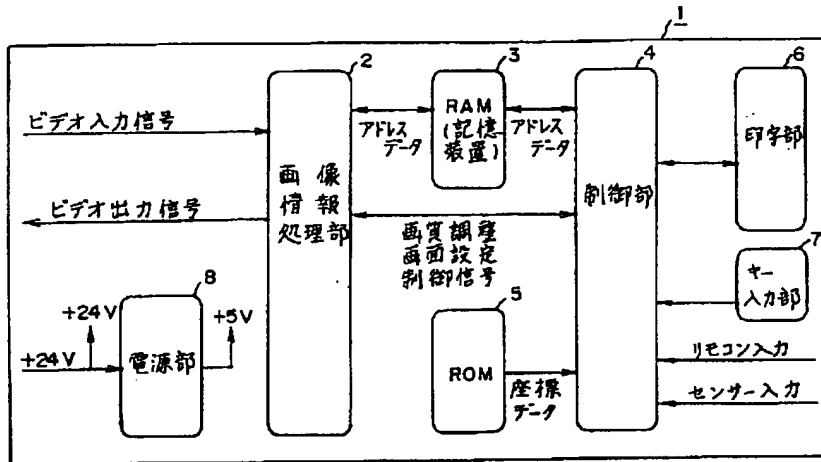 1
2
3
4
6
ビデオ入力信号
アドレス
データ
RAM
(記憶
装置)
アドレス
データ
印字部
画像
情報
処理部
制御部
ビデオ出力信号
画質調整
画面設定
制御信号
7
キー
入力部
8
+24V
+5V
5
+24V
電源部
ROM
座標
データ
リモコン入力
センサー入力